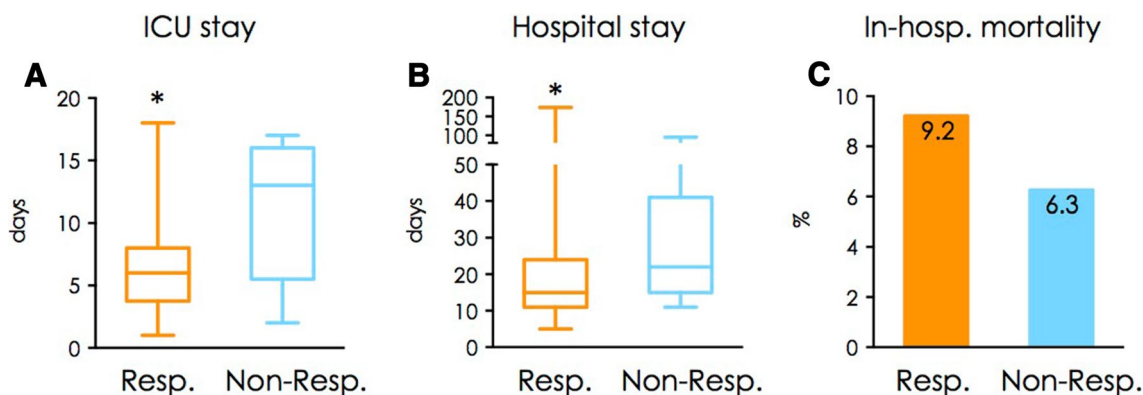 ICU stay
Hospital stay
In-hosp. mortality
A
B
C
days
20
15
10
5
0
*
Resp.
Non-Resp.
days
200
150
100
50
40
30
20
10
0
*
Resp.
Non-Resp.
%
10
8
6
4
2
0
9.2
6.3
Resp.
Non-Resp.